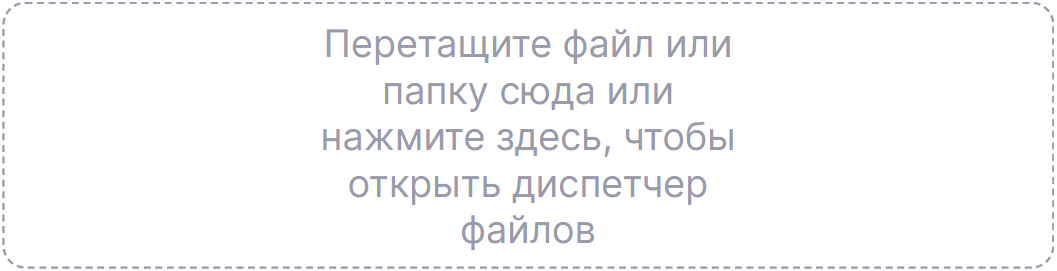 Перетащите файл или
папку сюда или
нажмите здесь, чтобы
открыть диспетчер
файлов